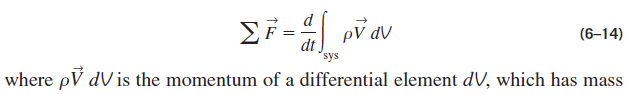 ∑F⃗ = d/dt ∫sys ρV⃗ dV (6–14)
where ρV⃗ dV is the momentum of a differential element dV, which has mass